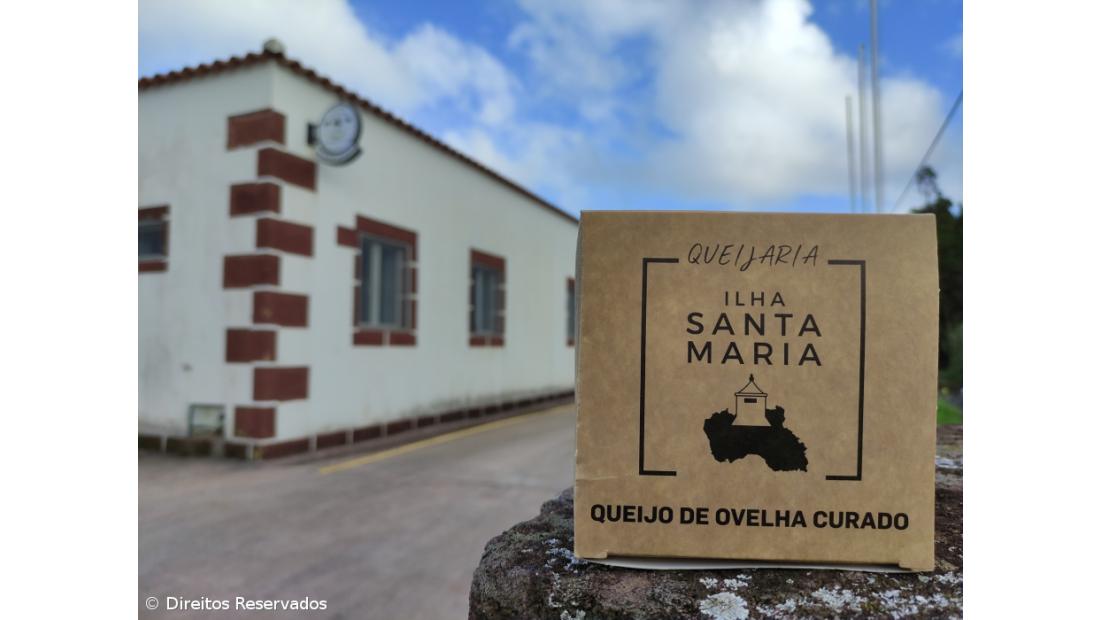 QUEIJARIA
ILHA
SANTA
MARIA
QUEIJO DE OVELHA CURADO
© Direitos Reservados